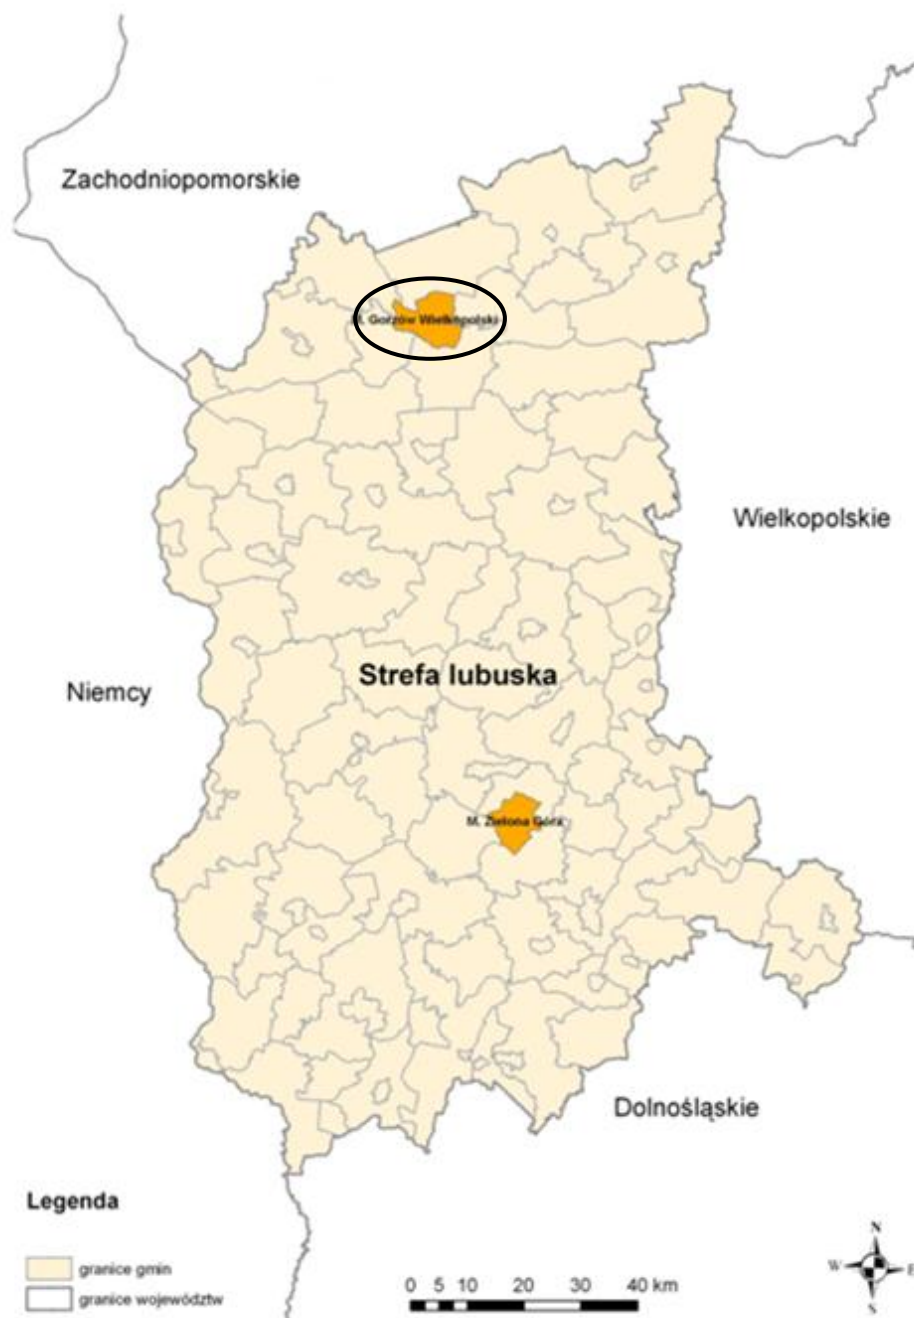 Zachodniopomorskie
M. Gorzów Wielkopolski
Wielkopolskie
Strefa lubuska
Niemcy
M. Zielona Góra
Dolnośląskie
Legenda
granice gmin
granice województw
0 5 10 20 30 40 km
N
W E
S